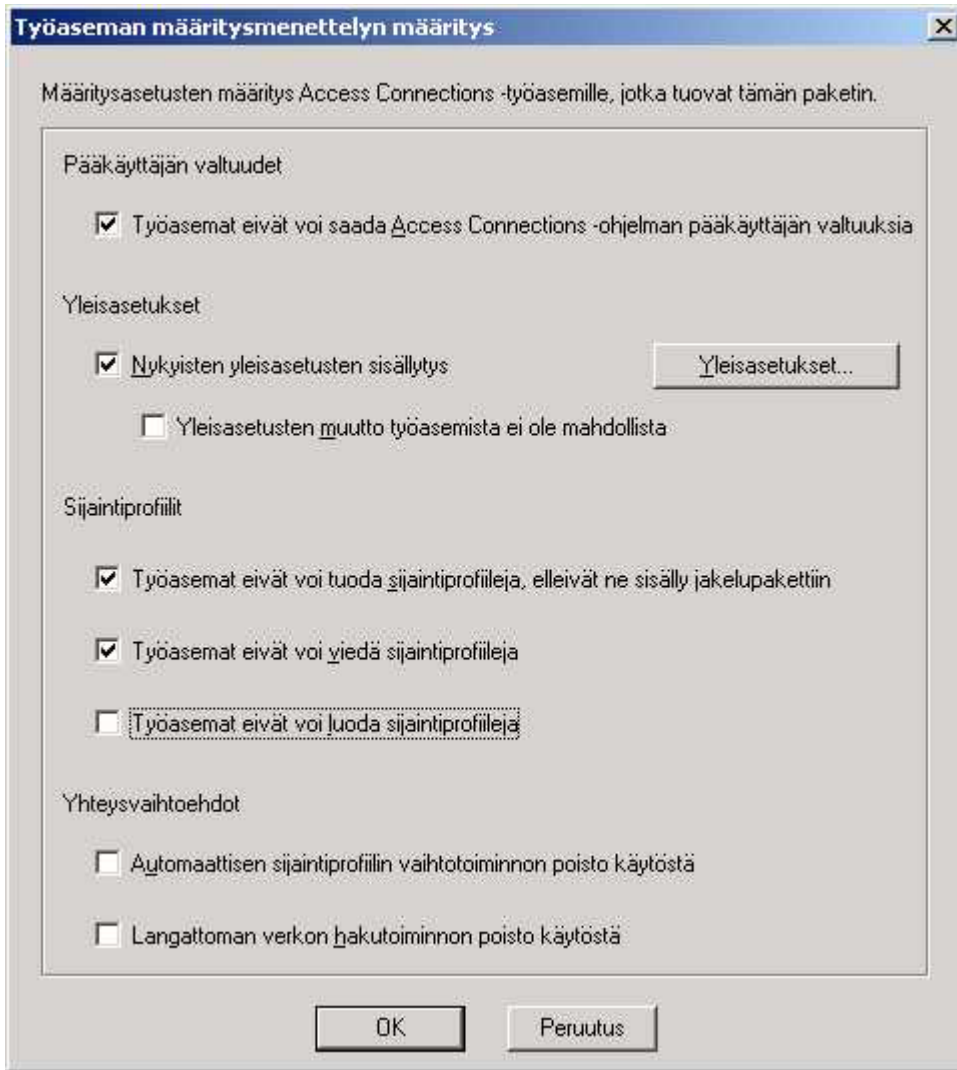 Työaseman määritysmenettelyn määritys
Määritysasetusten määritys Access Connections -työasemille, jotka tuovat tämän paketin.
Pääkäyttäjän valtuudet
Työasemat eivät voi saada Access Connections -ohjelman pääkäyttäjän valtuuksia
Yleisasetukset
Nykyisten yleisasetusten sisällytys
Yleisasetukset...
Yleisasetusten muutto työasemista ei ole mahdollista
Sijaintiprofiilit
Työasemat eivät voi tuoda sijaintiprofiileja, elleivät ne sisälly jakelupakettiin
Työasemat eivät voi viedä sijaintiprofiileja
Työasemat eivät voi luoda sijaintiprofiileja
Yhteysvaihtoehdot
Automaattisen sijaintiprofiilin vaihtotoiminnon poisto käytöstä
Langattoman verkon hakutoiminnon poisto käytöstä
OK
Peruutus